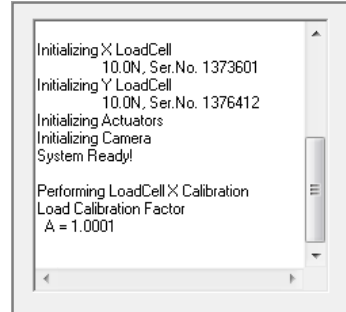 Initializing X LoadCell
10.0N, Ser.No. 1373601
Initializing Y LoadCell
10.0N, Ser.No. 1376412
Initializing Actuators
Initializing Camera
System Ready!
Performing LoadCell X Calibration
Load Calibration Factor
A = 1.0001